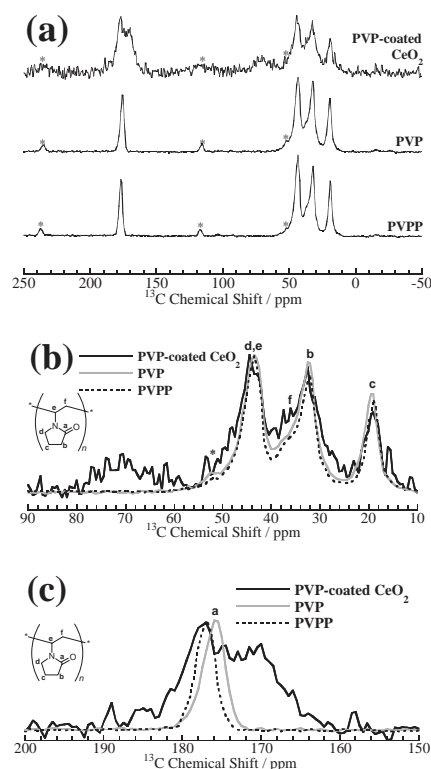 (a)
PVP-coated
CeO2
* * *
PVP
* * *
PVPP
* * *
250 200 150 100 50 0 -50
13C Chemical Shift / ppm
(b)
PVP-coated CeO2
PVP
PVPP
d,e
b
f
c
*
* e f *
d N a O
c b n
90 80 70 60 50 40 30 20 10
13C Chemical Shift / ppm
(c)
PVP-coated CeO2
PVP
PVPP
a
* e f *
d N a O
c b n
200 190 180 170 160 150
13C Chemical Shift / ppm